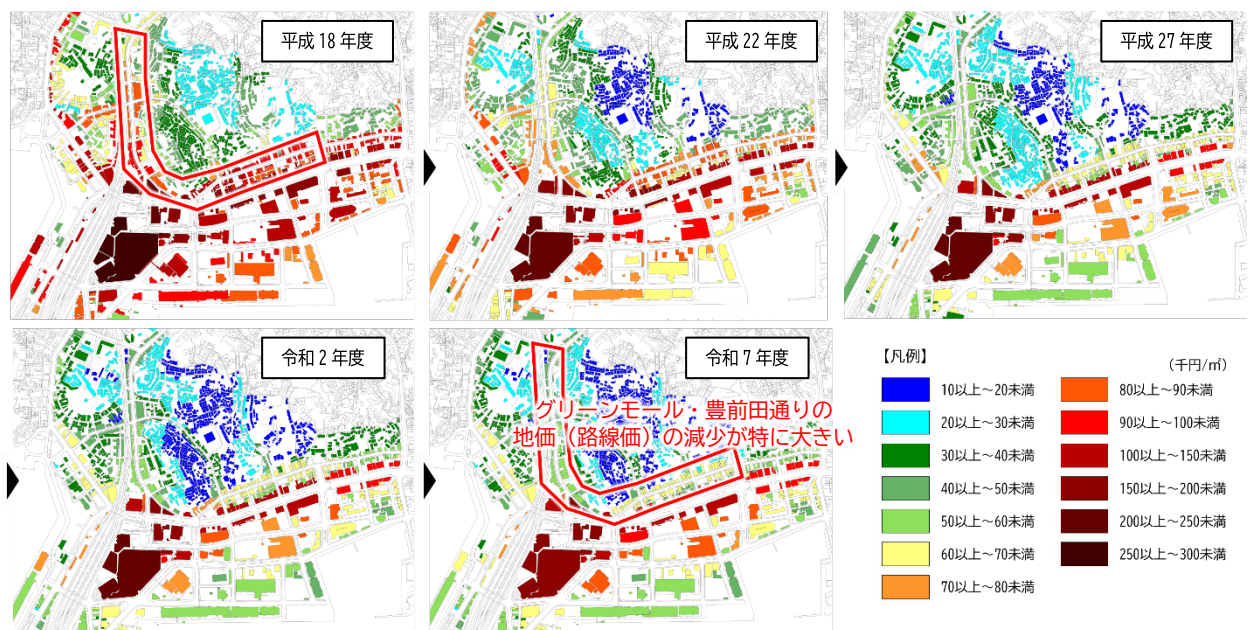 平成 18 年度
平成 22 年度
平成 27 年度
令和 2 年度
令和 7 年度
グリーンモール・豊前田通りの
地価（路線価）の減少が特に大きい
【凡例】
（千円/㎡）
10以上～20未満
20以上～30未満
30以上～40未満
40以上～50未満
50以上～60未満
60以上～70未満
70以上～80未満
80以上～90未満
90以上～100未満
100以上～150未満
150以上～200未満
200以上～250未満
250以上～300未満